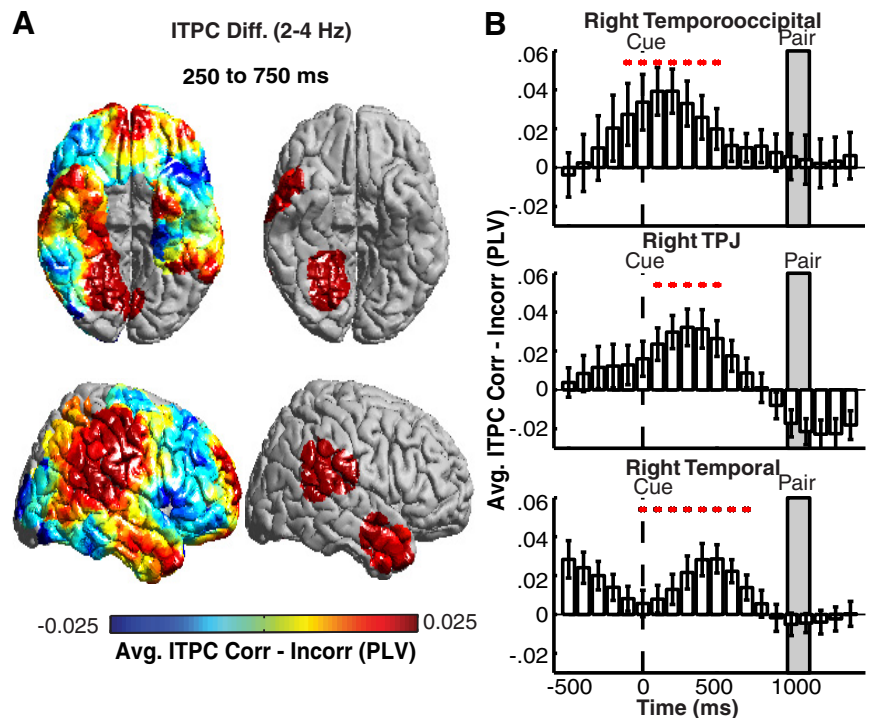 A
ITPC Diff. (2-4 Hz)
250 to 750 ms
-0.025
0.025
Avg. ITPC Corr - Incorr (PLV)
B
Right Temporooccipital
Cue
Pair
.06
.04
.02
0
-.02
Avg. ITPC Corr - Incorr (PLV)
Right TPJ
Cue
Pair
.06
.04
.02
0
-.02
Right Temporal
Cue
Pair
.06
.04
.02
0
-.02
-500
0
500
1000
Time (ms)